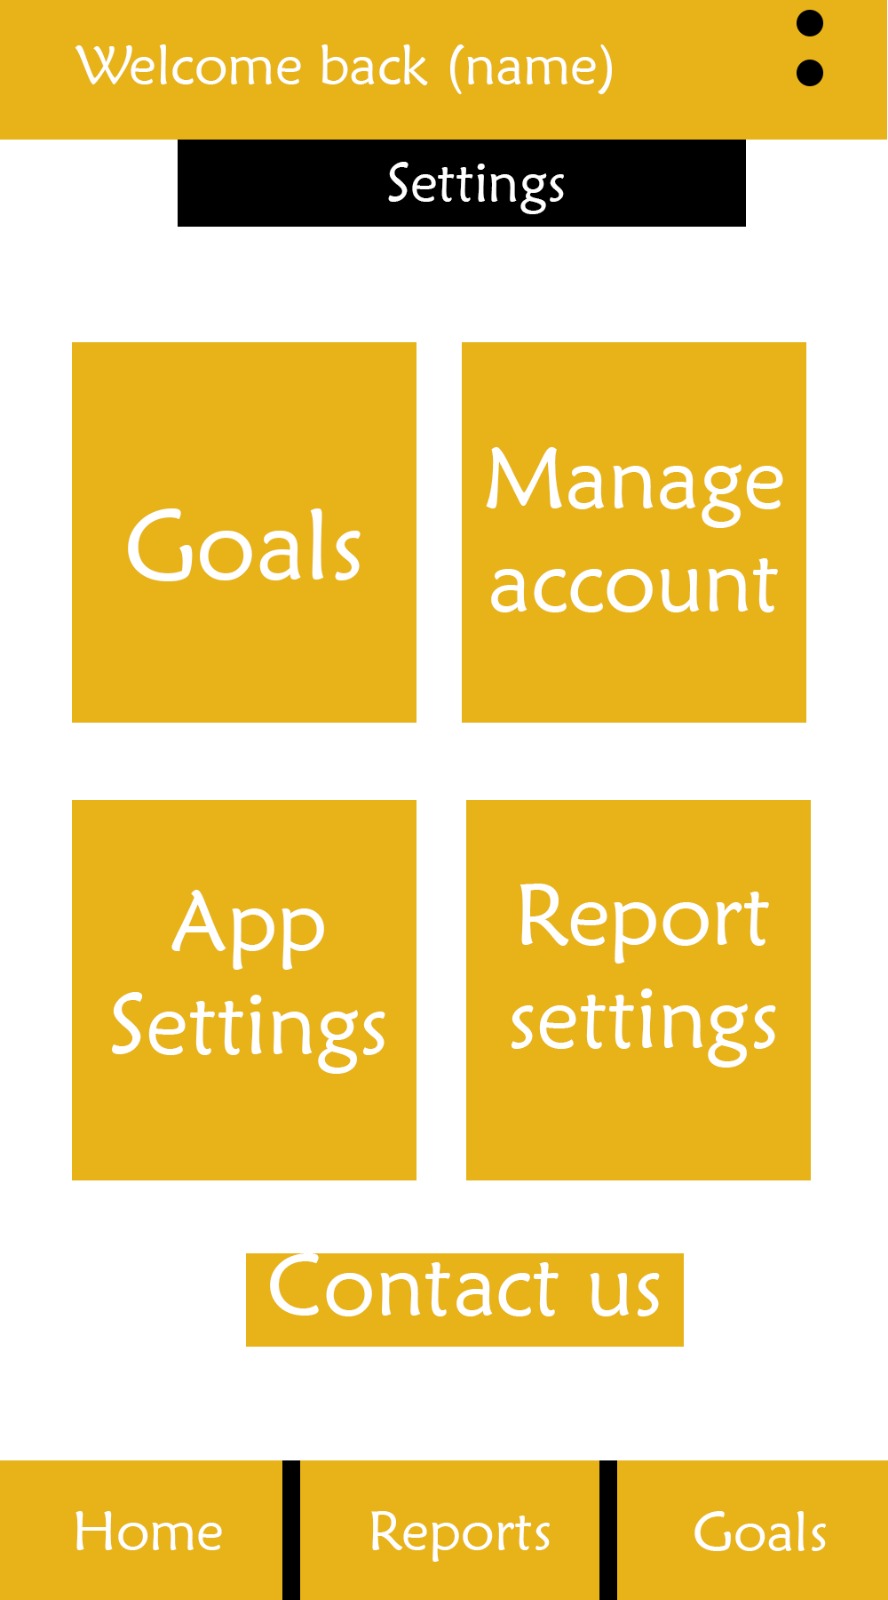 Welcome back (name)
Settings
Goals
Manage
account
App
Settings
Report
settings
Contact us
Home
Reports
Goals